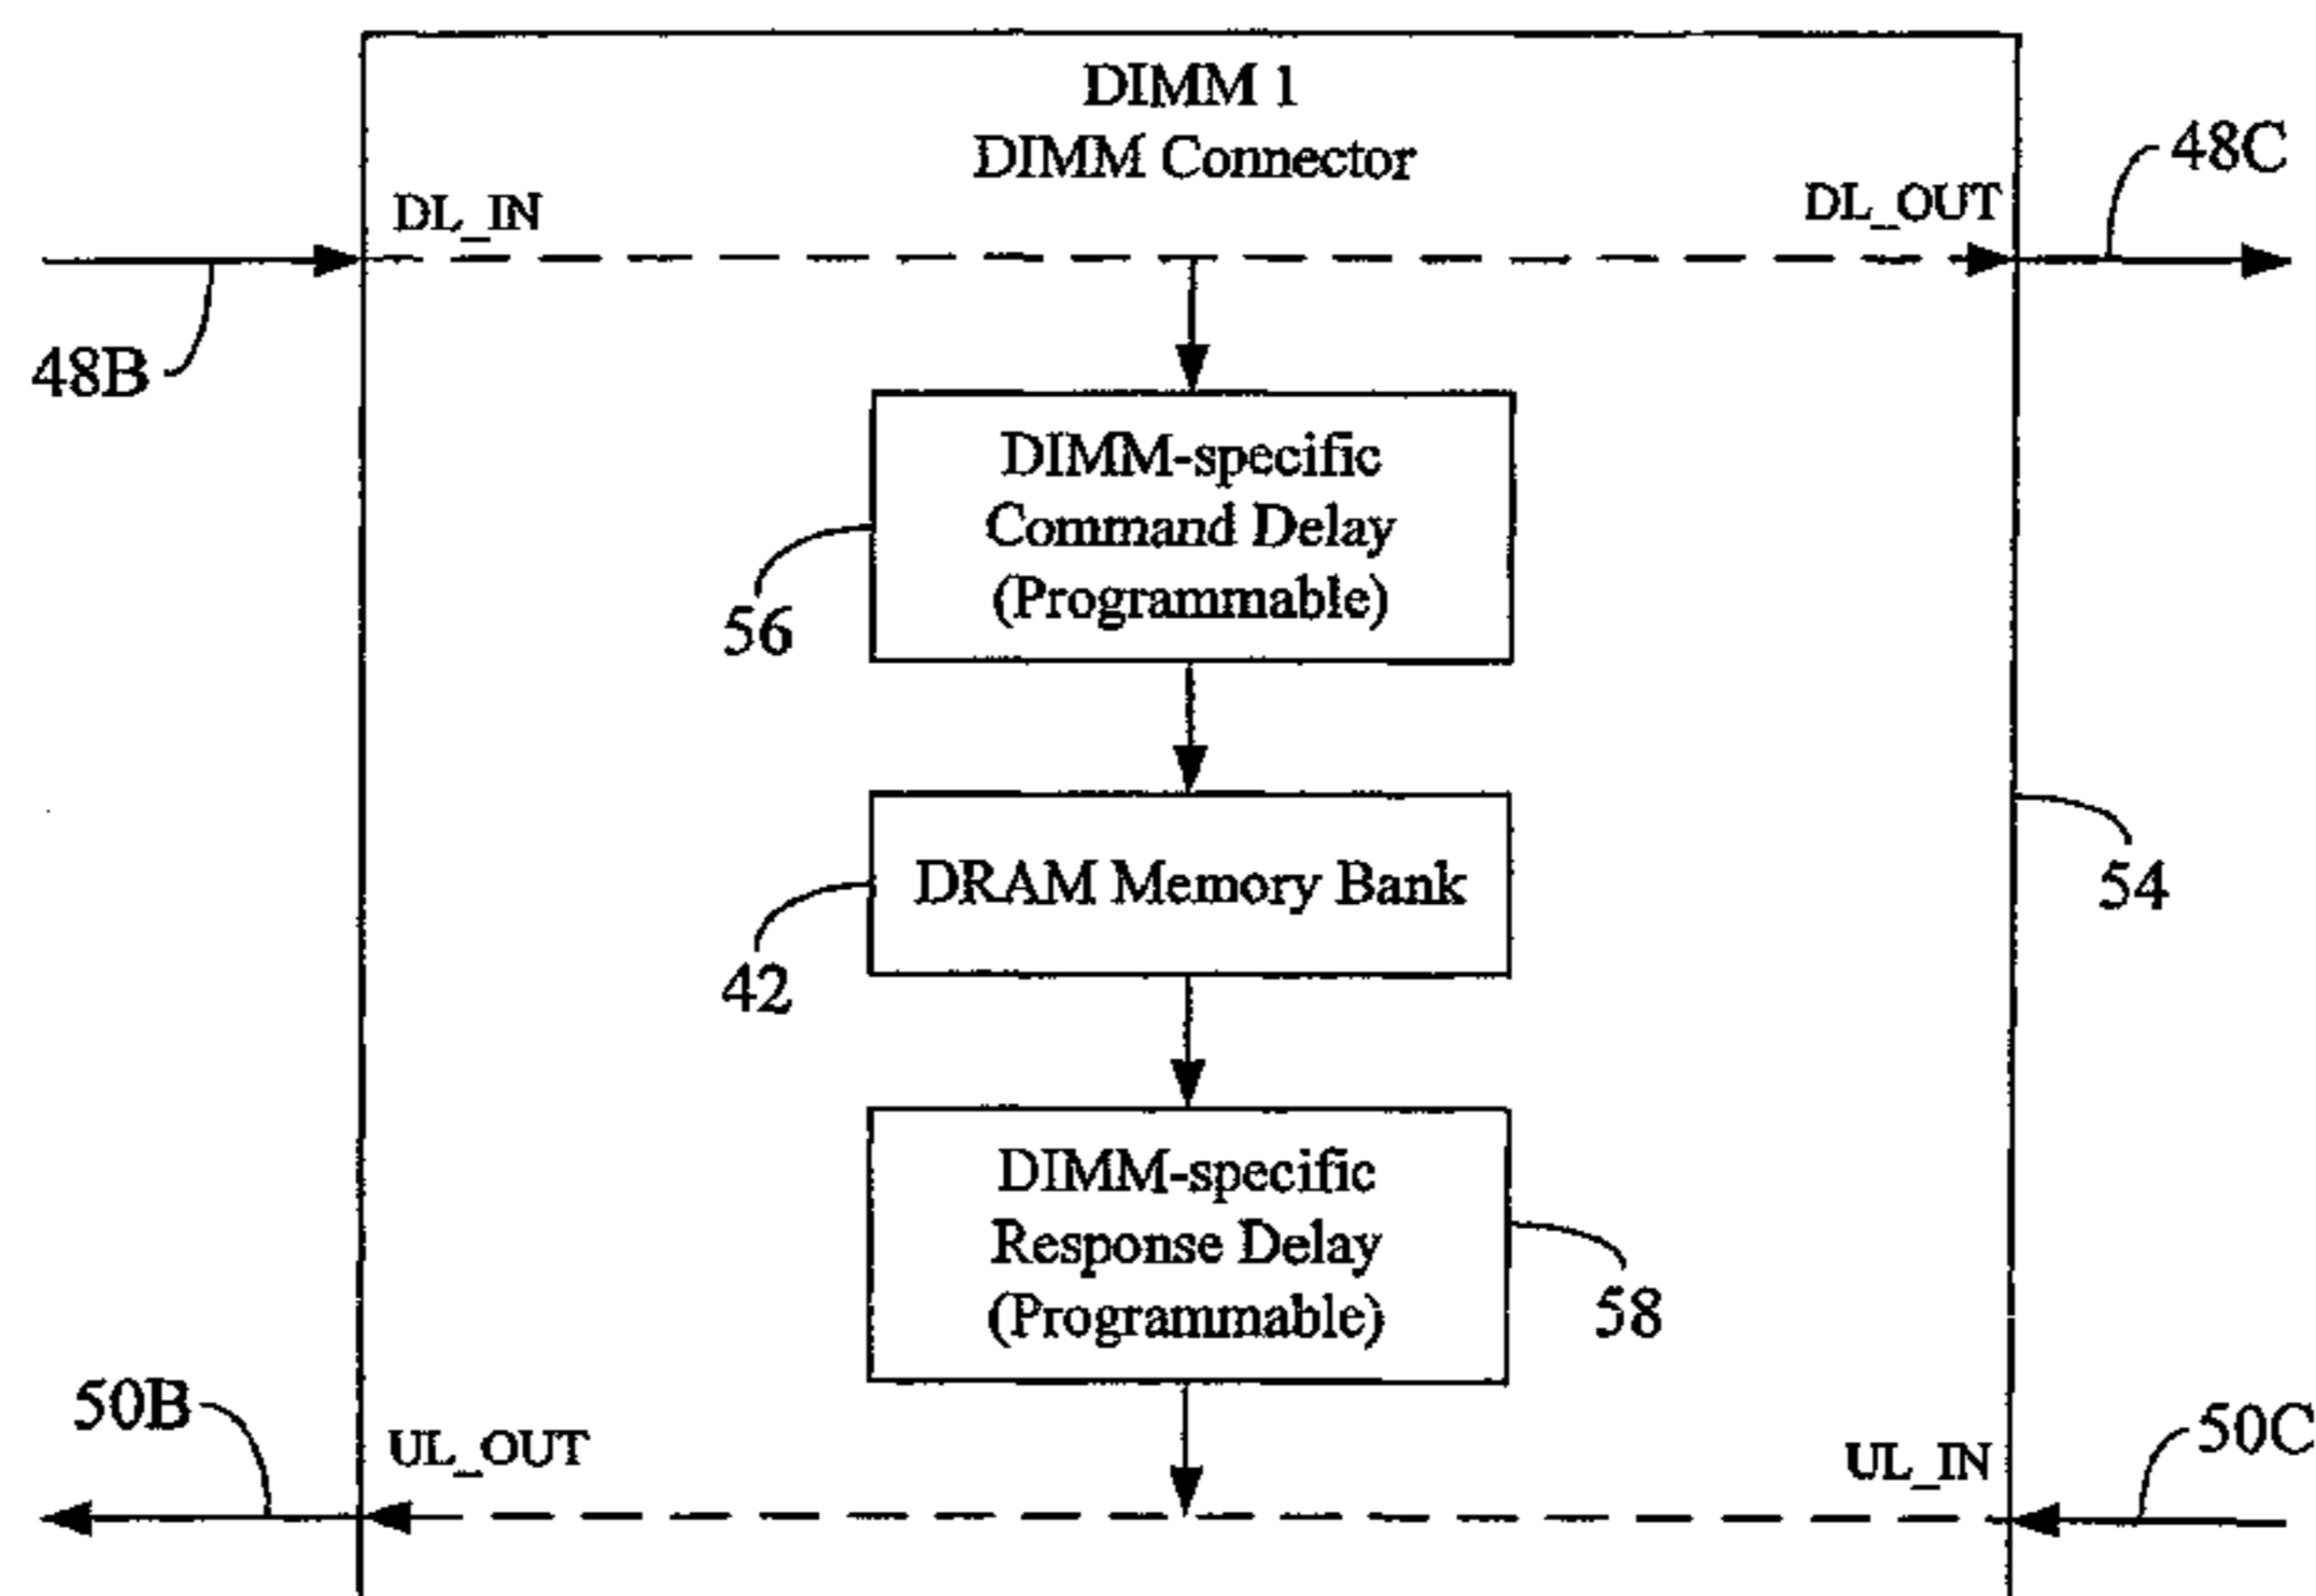 DIMM 1
DIMM Connector
48C
DL_IN
DL_OUT
48B
DIMM-specific
Command Delay
(Programmable)
56
DRAM Memory Bank
54
42
DIMM-specific
Response Delay
(Programmable)
58
50B
50C
UL_OUT
UL_IN